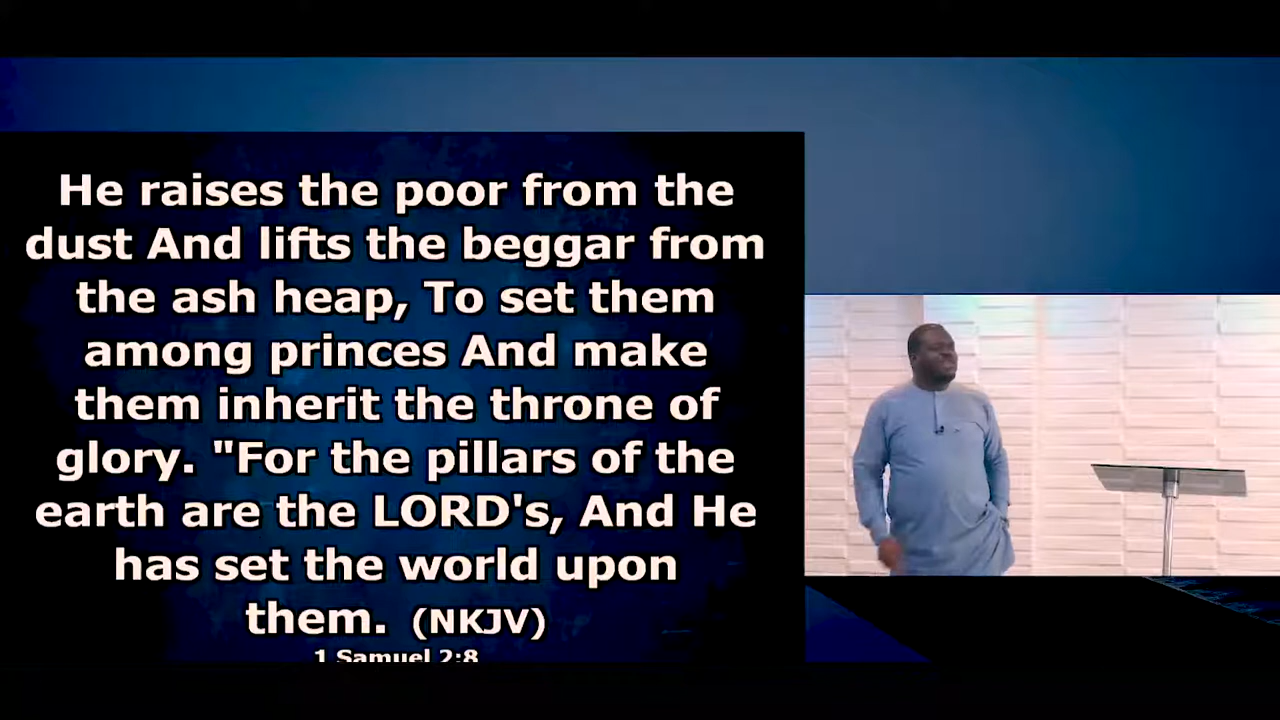 He raises the poor from the
dust And lifts the beggar from
the ash heap, To set them
among princes And make
them inherit the throne of
glory. "For the pillars of the
earth are the LORD's, And He
has set the world upon
them. (NKJV)
1 Samuel 2:8